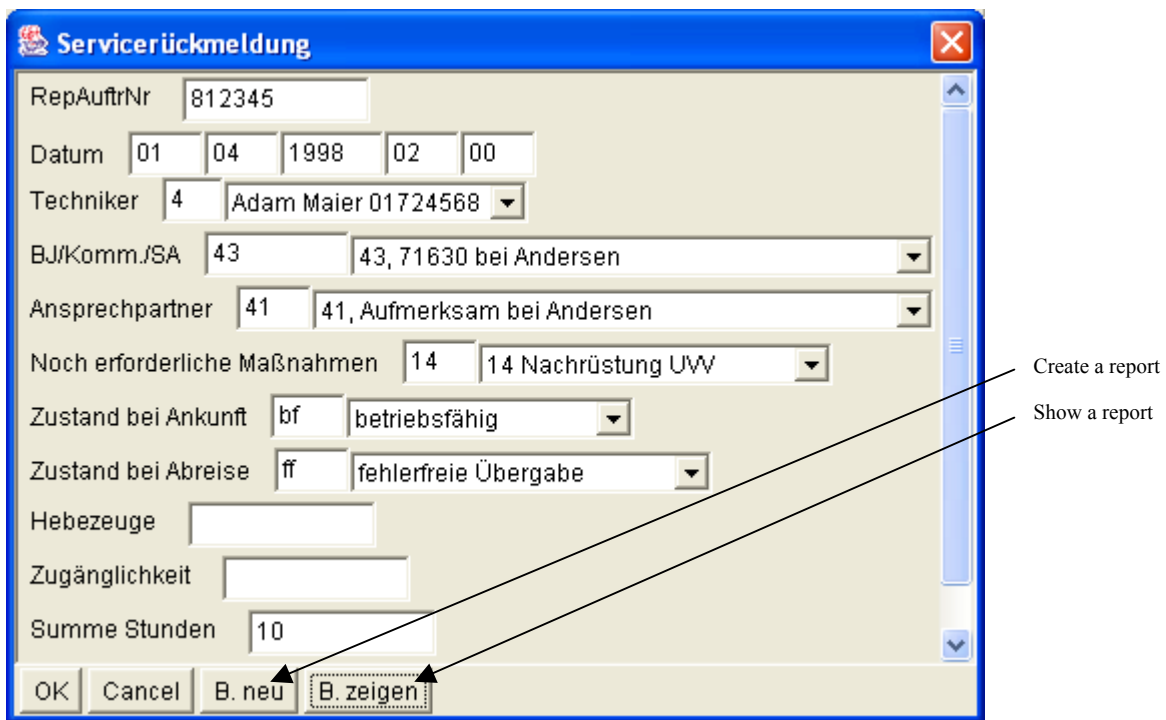 Servicerückmeldung
RepAuftrNr 812345
Datum 01 04 1998 02 00
Techniker 4 Adam Maier 01724568
BJ/Komm./SA 43 43, 71630 bei Andersen
Ansprechpartner 41 41, Aufmerksam bei Andersen
Noch erforderliche Maßnahmen 14 14 Nachrüstung UVV
Create a report
Zustand bei Ankunft bf betriebsfähig
Show a report
Zustand bei Abreise ff fehlerfreie Übergabe
Hebezeuge
Zugänglichkeit
Summe Stunden 10
OK Cancel B. neu B. zeigen